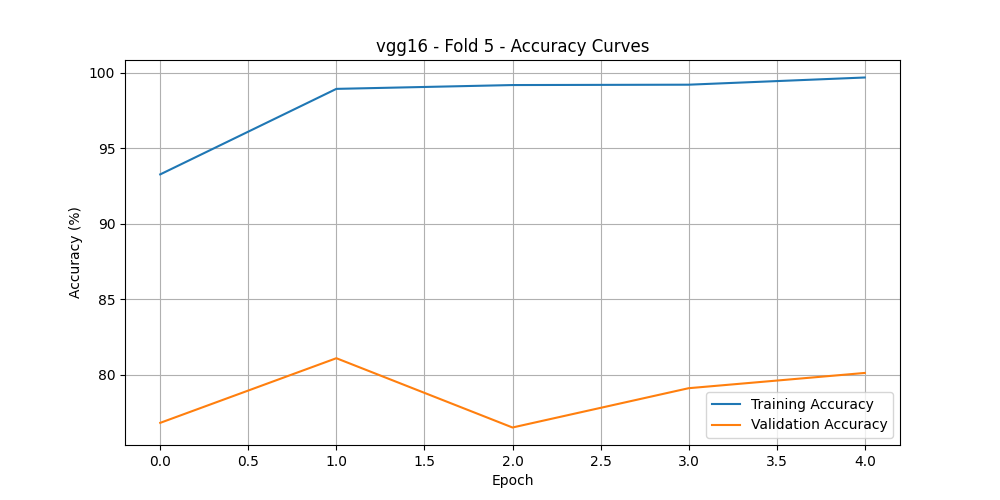 vgg16 - Fold 5 - Accuracy Curves
100
95
90
85
80
Accuracy (%)
0.0 0.5 1.0 1.5 2.0 2.5 3.0 3.5 4.0
Epoch
Training Accuracy
Validation Accuracy